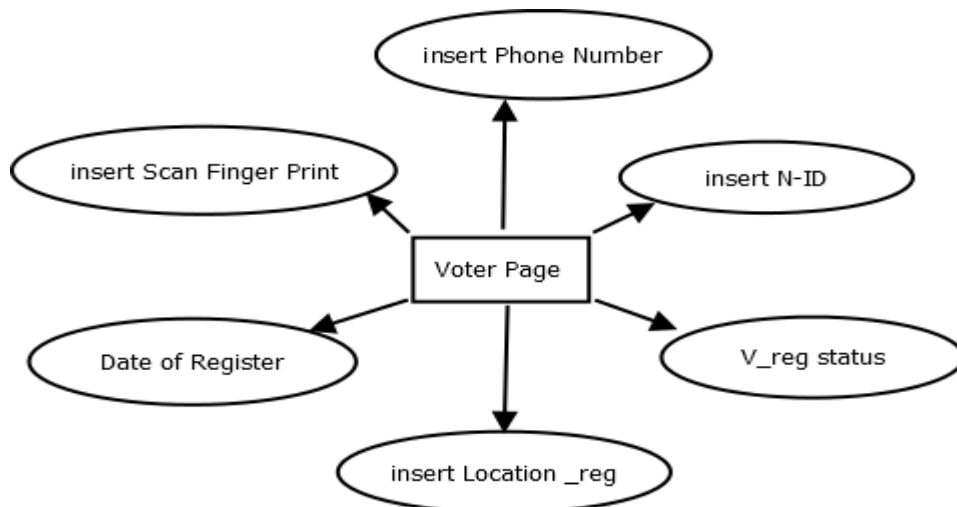 insert Phone Number
insert Scan Finger Print
insert N-ID
Voter Page
Date of Register
V_reg status
insert Location _reg